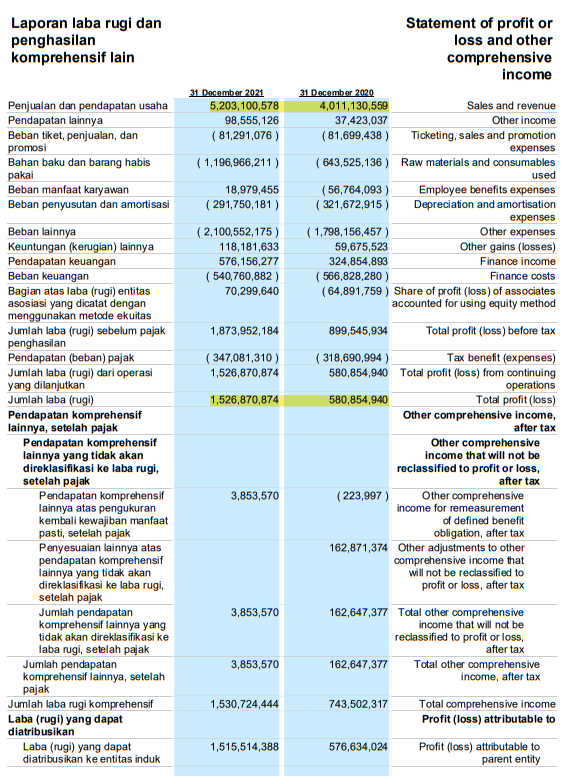 Laporan laba rugi dan
penghasilan
komprehensif lain
Statement of profit or
loss and other
comprehensive
income
31 December 2021 31 December 2020
Penjualan dan pendapatan usaha 5,203,100,578 4,011,130,559 Sales and revenue
Pendapatan lainnya 98,555,126 37,423,037 Other income
Beban tiket, penjualan, dan ( 81,291,076 ) ( 81,699,438 ) Ticketing, sales and promotion
promosi expenses
Bahan baku dan barang habis ( 1,196,966,211 ) ( 643,525,136 ) Raw materials and consumables
pakai used
Beban manfaat karyawan 18,979,455 ( 56,764,093 ) Employee benefits expenses
Beban penyusutan dan amortisasi ( 291,750,181 ) ( 321,672,915 ) Depreciation and amortisation
expenses
Beban lainnya ( 2,100,552,175 ) ( 1,798,156,457 ) Other expenses
Keuntungan (kerugian) lainnya 118,181,633 59,675,523 Other gains (losses)
Pendapatan keuangan 576,156,277 324,854,893 Finance income
Beban keuangan ( 540,760,882 ) ( 566,828,280 ) Finance costs
Bagian atas laba (rugi) entitas 70,299,640 ( 64,891,759 ) Share of profit (loss) of associates
asosiasi yang dicatat dengan accounted for using equity method
menggunakan metode ekuitas
Jumlah laba (rugi) sebelum pajak 1,873,952,184 899,545,934 Total profit (loss) before tax
penghasilan
Pendapatan (beban) pajak ( 347,081,310 ) ( 318,690,994 ) Tax benefit (expenses)
Jumlah laba (rugi) dari operasi 1,526,870,874 580,854,940 Total profit (loss) from continuing
yang dilanjutkan operations
Jumlah laba (rugi) 1,526,870,874 580,854,940 Total profit (loss)
Pendapatan komprehensif Other comprehensive income,
lainnya, setelah pajak after tax
Pendapatan komprehensif Other comprehensive
lainnya yang tidak akan income that will not be
direklasifikasi ke laba rugi, reclassified to profit or loss,
setelah pajak after tax
Pendapatan komprehensif 3,853,570 ( 223,997 ) Other comprehensive
lainnya atas pengukuran income for remeasurement
kembali kewajiban manfaat of defined benefit
pasti, setelah pajak obligation, after tax
Penyesuaian lainnya atas 162,871,374 Other adjustments to other
pendapatan komprehensif comprehensive income that
lainnya yang tidak akan will not be reclassified to
direklasifikasi ke laba rugi, profit or loss, after tax
setelah pajak
Jumlah pendapatan 3,853,570 162,647,377 Total other comprehensive
komprehensif lainnya yang income that will not be
tidak akan direklasifikasi ke reclassified to profit or loss,
laba rugi, setelah pajak after tax
Jumlah pendapatan 3,853,570 162,647,377 Total other comprehensive
komprehensif lainnya, setelah income, after tax
pajak
Jumlah laba rugi komprehensif 1,530,724,444 743,502,317 Total comprehensive income
Laba (rugi) yang dapat Profit (loss) attributable to
diatribusikan
Laba (rugi) yang dapat 1,515,514,388 576,634,024 Profit (loss) attributable to
diatribusikan ke entitas induk parent entity